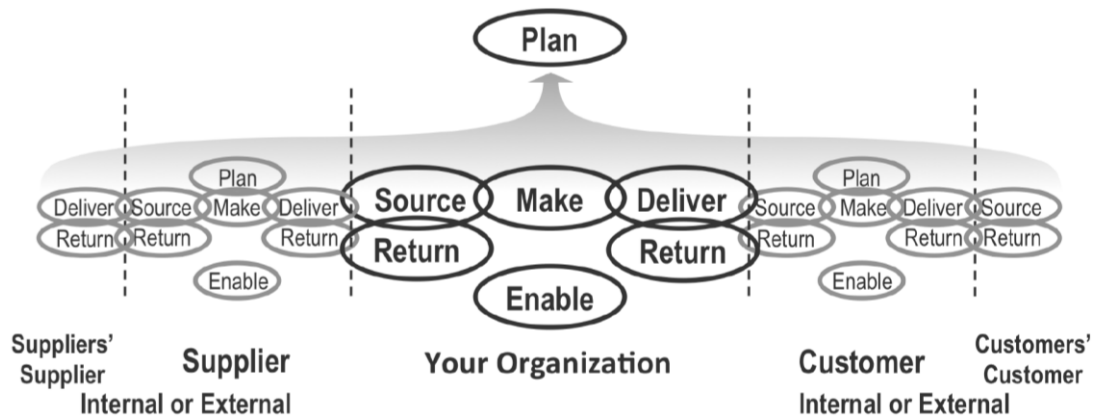 Plan
Plan Plan
Deliver Source Make Deliver Source Make Deliver Source Make Deliver Source
Return Return Return Return Return Return Return Return
Enable Enable Enable
Suppliers' Supplier Your Organization Customer Customers'
Supplier Customer
Internal or External Internal or External